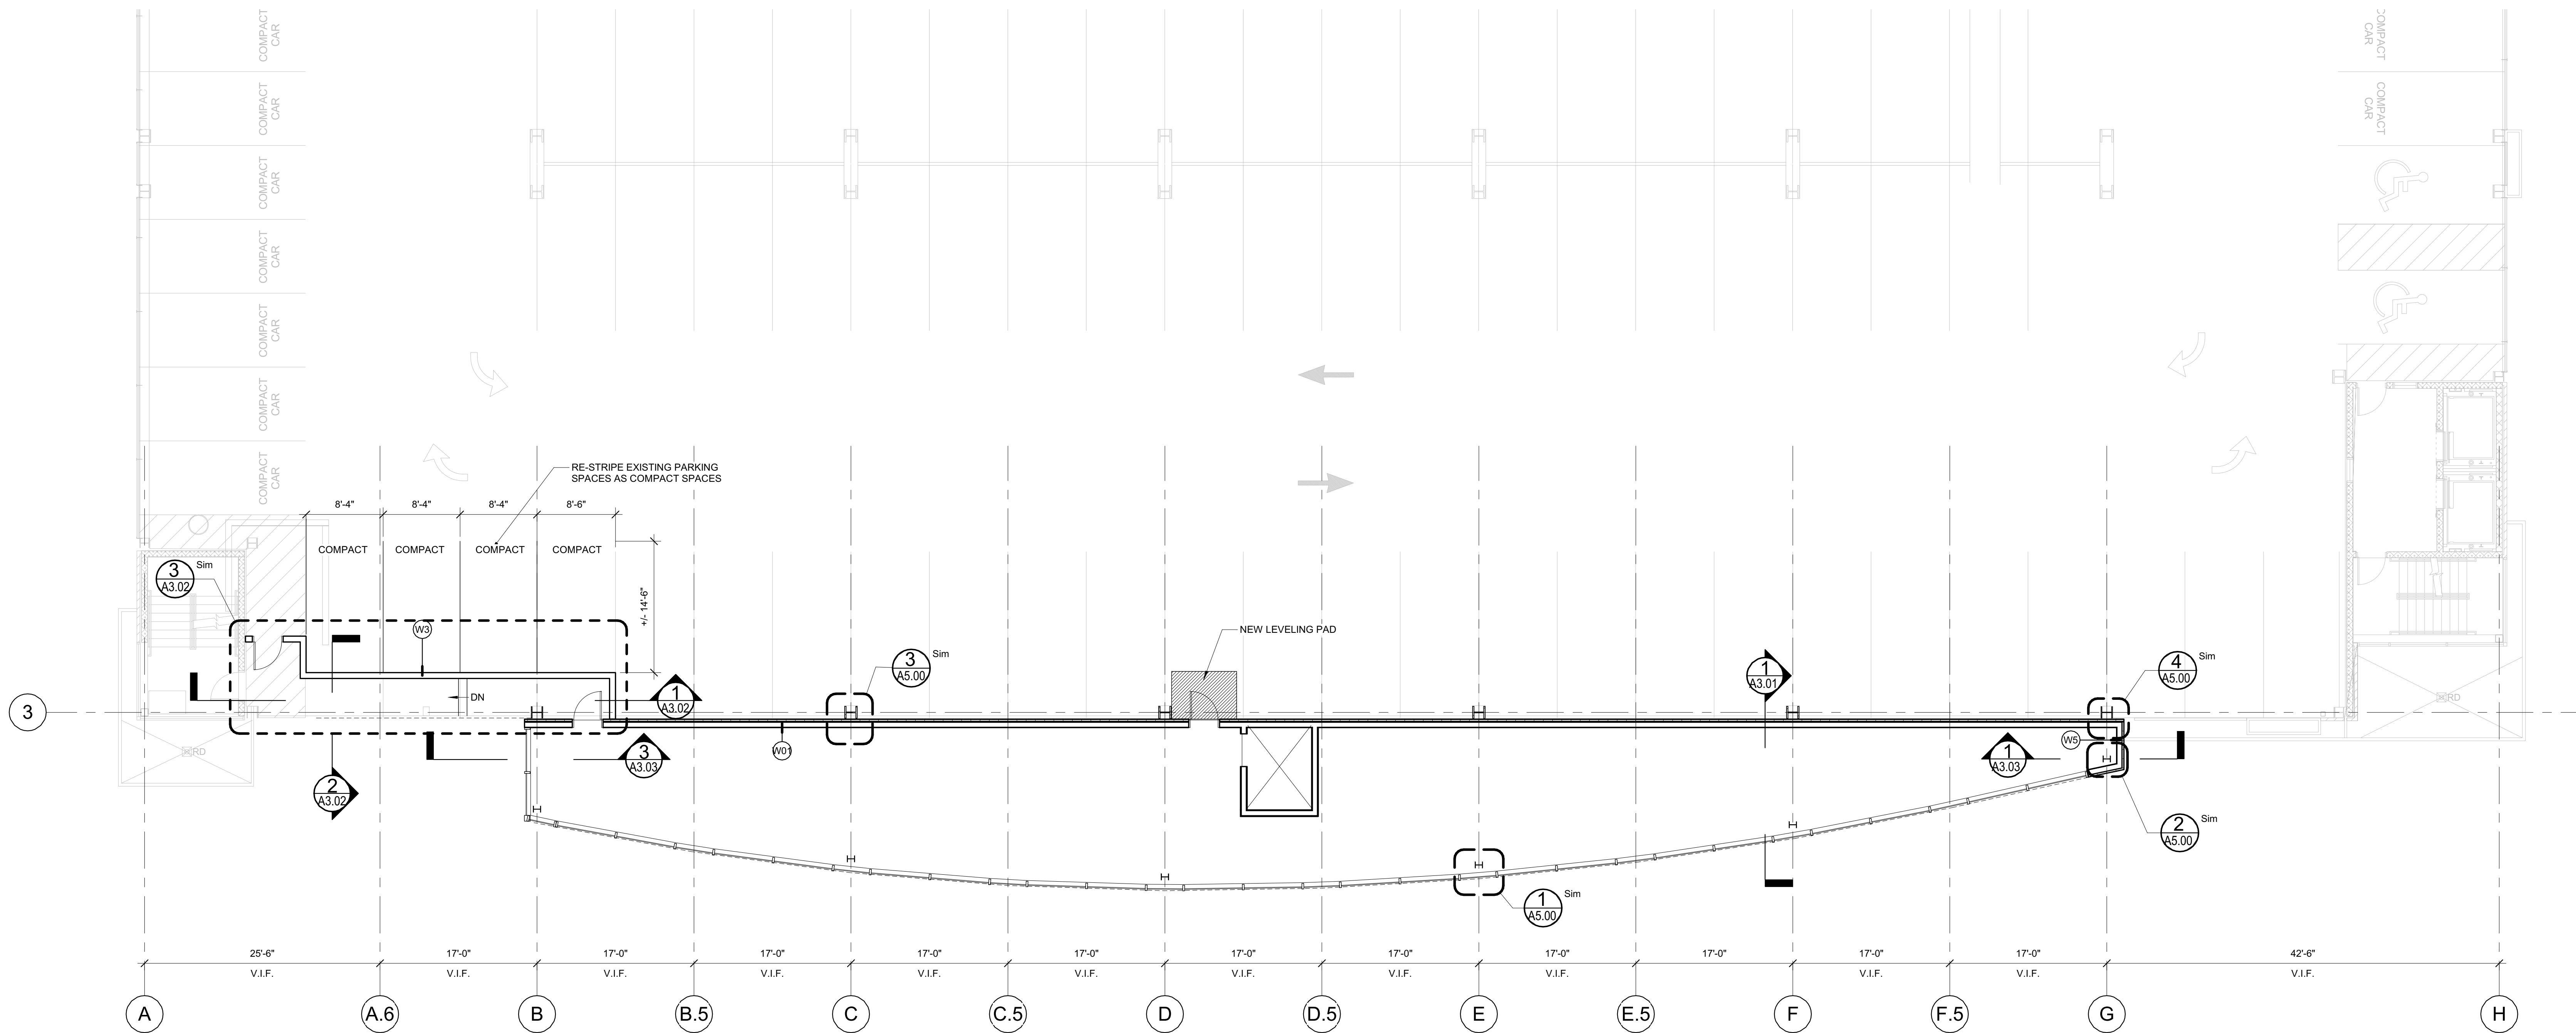 COMPACT
CAR
COMPACT
CAR
COMPACT
CAR
COMPACT
CAR
COMPACT
CAR
COMPACT
CAR
COMPACT
CAR
COMPACT
CAR
COMPACT
CAR
RE-STRIPE EXISTING PARKING
SPACES AS COMPACT SPACES
8'-4"
8'-4"
8'-4"
8'-6"
COMPACT
COMPACT
COMPACT
COMPACT
+/- 14'-6"
3
A3.02
Sim
W3
DN
1
A3.02
3
A5.00
Sim
NEW LEVELING PAD
1
A3.01
4
A5.00
Sim
3
RD
RD
W01
W5
3
A3.03
1
A3.03
2
A3.02
2
A5.00
Sim
1
A5.00
Sim
25'-6"
17'-0"
17'-0"
17'-0"
17'-0"
17'-0"
17'-0"
17'-0"
17'-0"
17'-0"
17'-0"
17'-0"
42'-6"
V.I.F.
V.I.F.
V.I.F.
V.I.F.
V.I.F.
V.I.F.
V.I.F.
V.I.F.
V.I.F.
V.I.F.
V.I.F.
V.I.F.
A
A.6
B
B.5
C
C.5
D
D.5
E
E.5
F
F.5
G
H